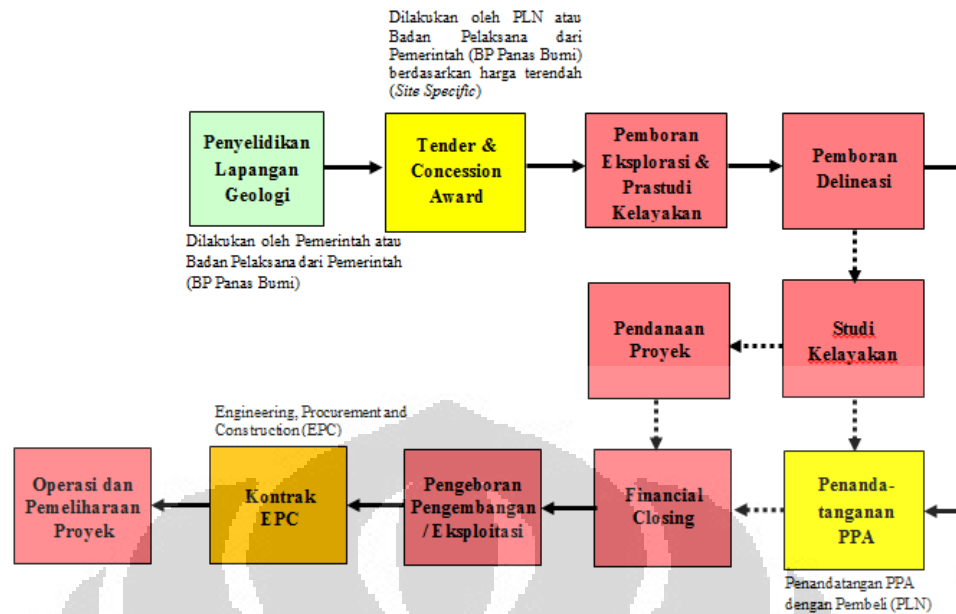 Dilakukan oleh PLN atau
Badan Pelaksana dari
Pemerintah (BP Panas Bumi)
berdasarkan harga terendah
(Site Specific)
Penyelidikan
Lapangan
Geologi
Tender &
Concession
Award
Pemboran
Eksplorasi &
Prastudi
Kelayakan
Pemboran
Delineasi
Dilakukan oleh Pemerintah atau
Badan Pelaksana dari Pemerintah
(BP Panas Bumi)
Pendanaan
Proyek
Studi
Kelayakan
Engineering, Procurement and
Construction (EPC)
Operasi dan
Pemeliharaan
Proyek
Kontrak
EPC
Pengeboran
Pengembangan
/ Eksploitasi
Financial
Closing
Penanda-
tanganan
PPA
Penandatangan PPA
dengan Pembeli (PLN)